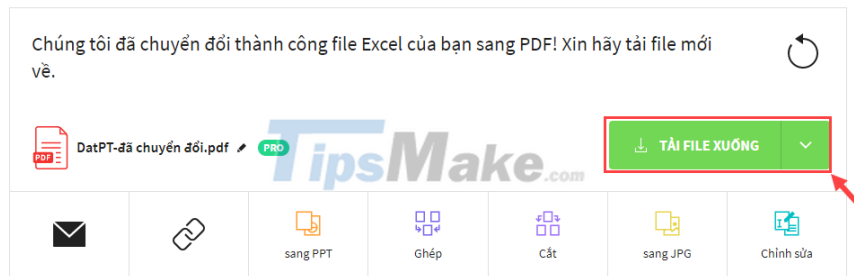 Chúng tôi đã chuyển đổi thành công file Excel của bạn sang PDF! Xin hãy tải file mới
về.
PDF DatPT-đã chuyển đổi.pdf PRO TẢI FILE XUỐNG
TipsMake.com
sang PPT Ghép Cắt sang JPG Chỉnh sửa